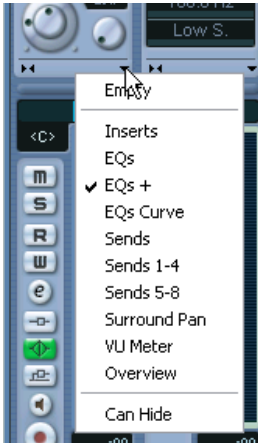 Low S.
Empty
<C>
Inserts
EQs
m
EQs +
S
EQs Curve
R
Sends
W
Sends 1-4
e
Sends 5-8
Surround Pan
VU Meter
Overview
Can Hide